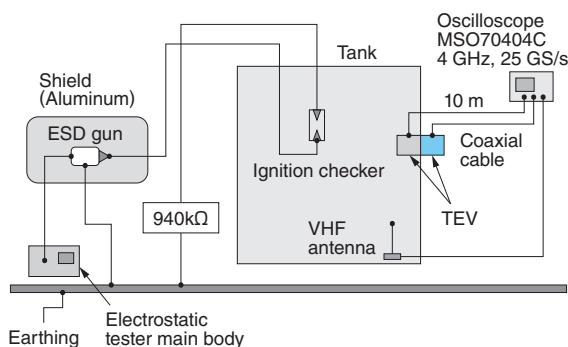 Oscilloscope
MSO70404C
4 GHz, 25 GS/s
Tank
Shield
(Aluminum)
10 m
ESD gun
Coaxial
cable
Ignition checker
TEV
940kΩ
VHF
antenna
Earthing
Electrostatic
tester main body